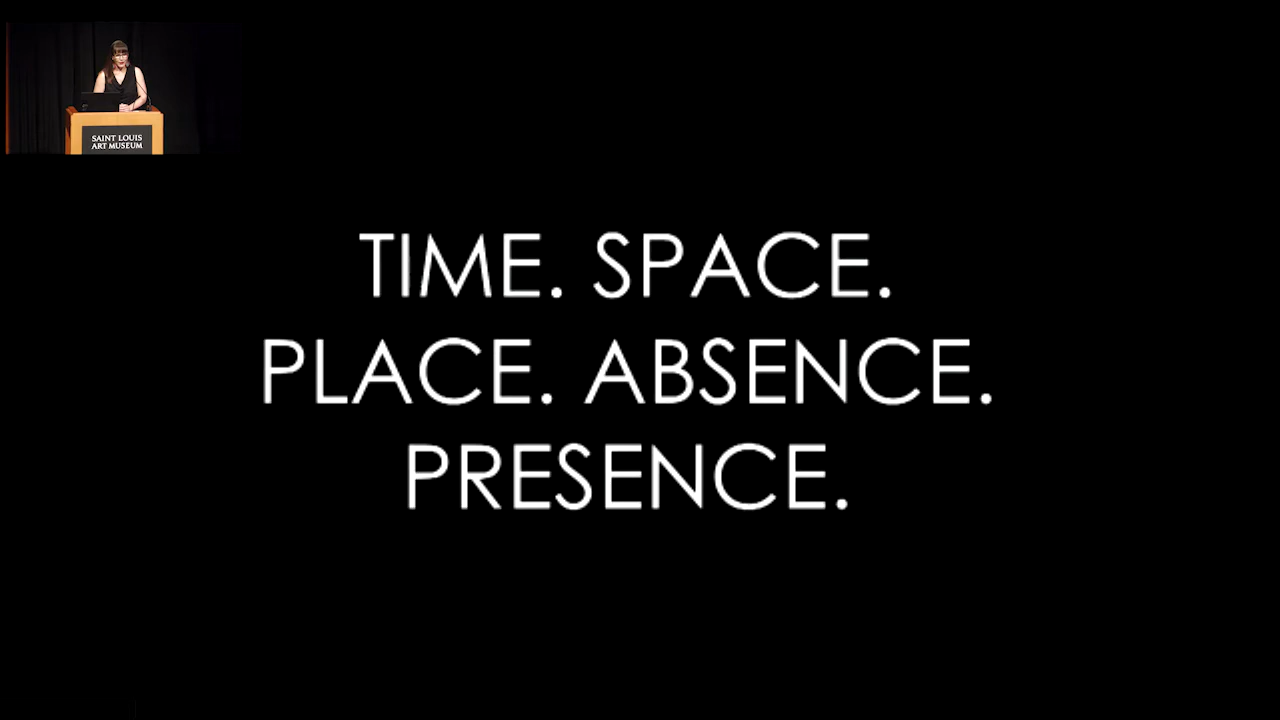 SAINT LOUIS
ART MUSEUM
TIME. SPACE.
PLACE. ABSENCE.
PRESENCE.